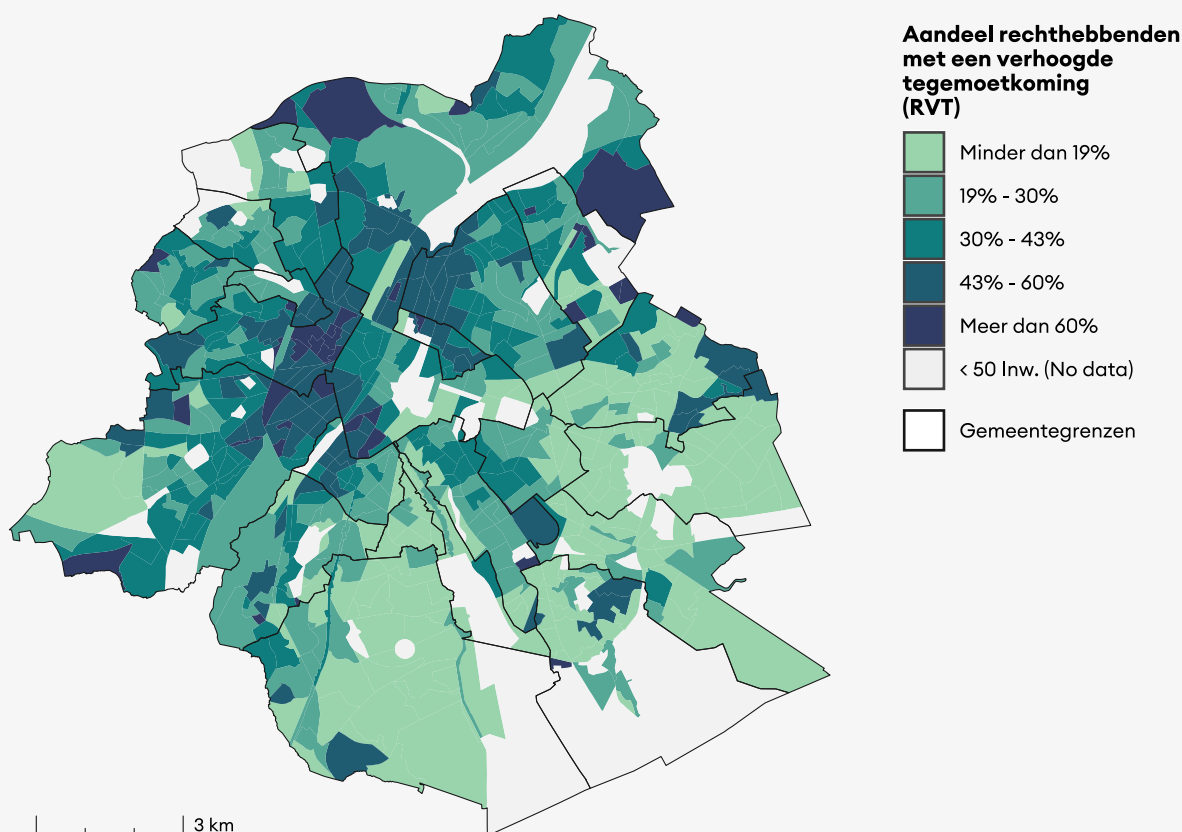 Aandeel rechthebbenden
met een verhoogde
tegemoetkoming
(RVT)
Minder dan 19%
19% - 30%
30% - 43%
43% - 60%
Meer dan 60%
< 50 Inw. (No data)
Gemeentegrenzen
3 km